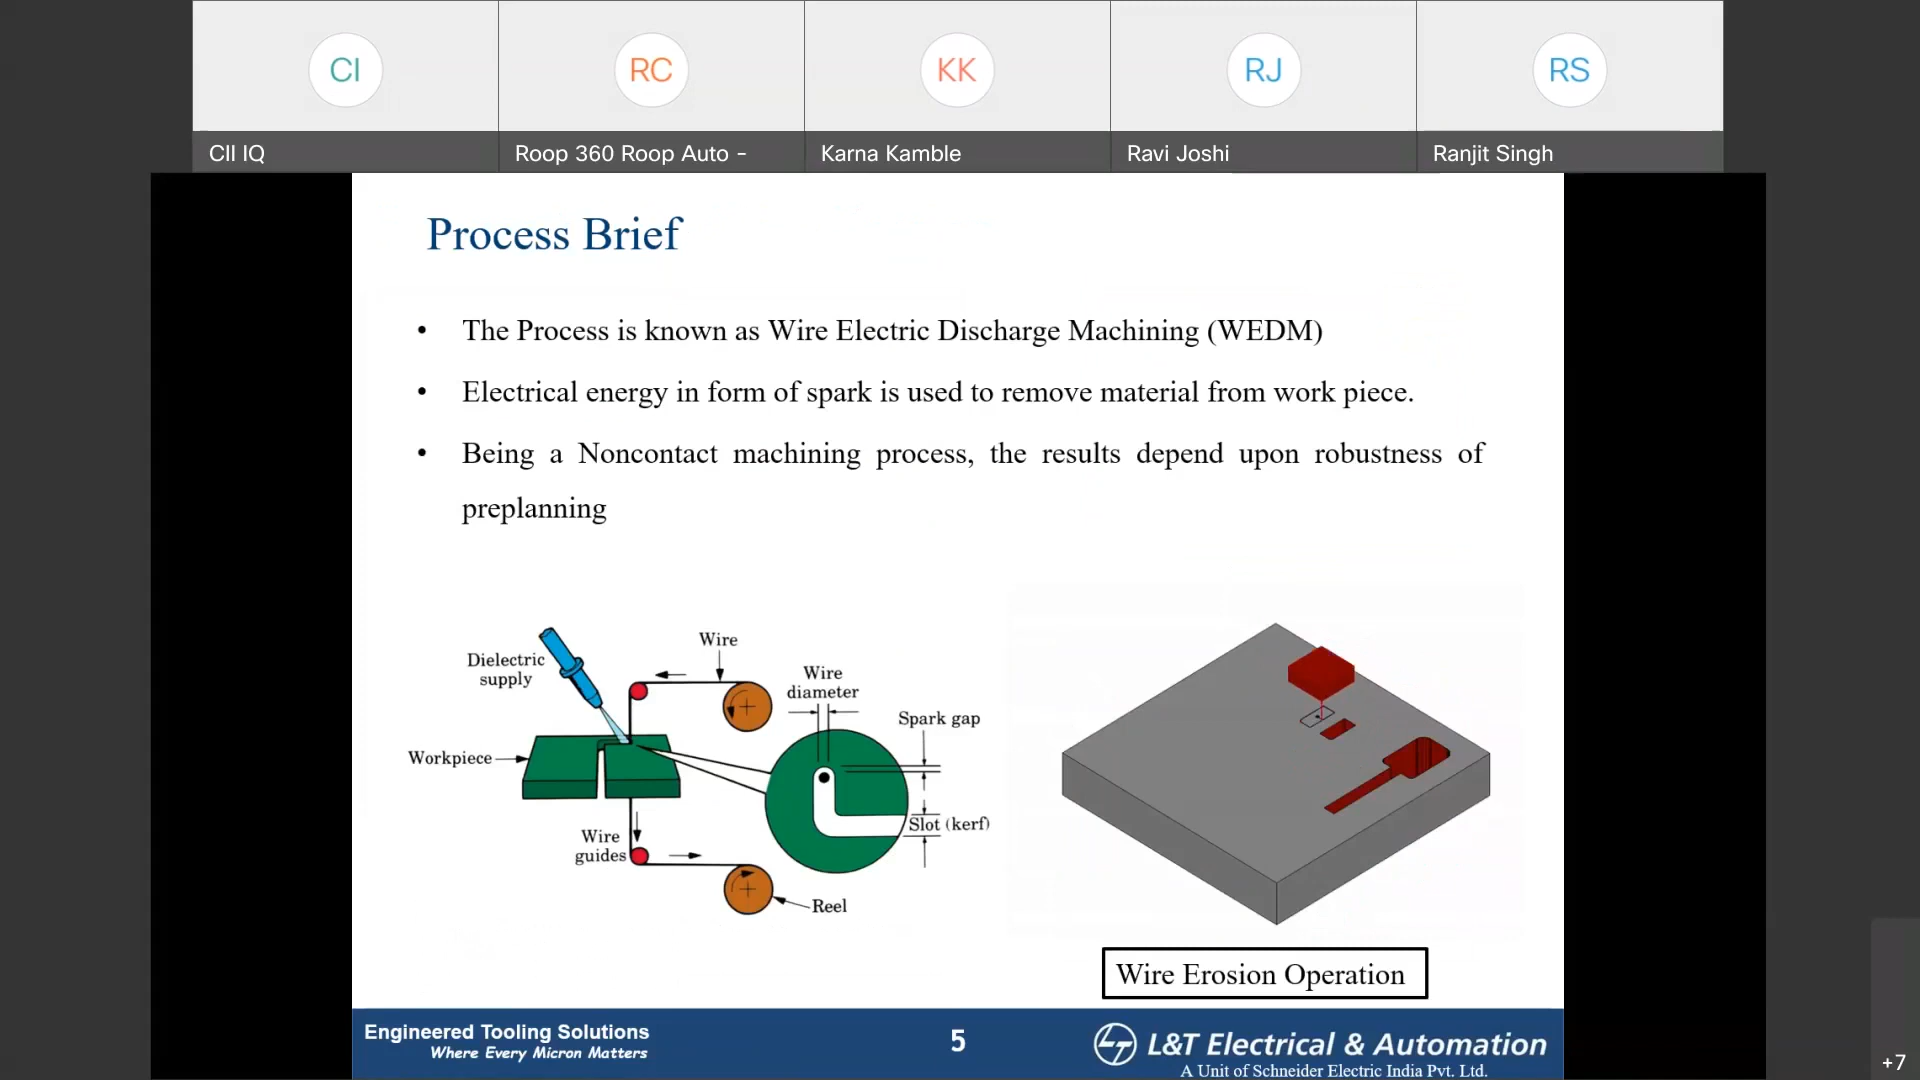 CI
RC
KK
RJ
RS
CII IQ
Roop 360 Roop Auto -
Karna Kamble
Ravi Joshi
Ranjit Singh
Process Brief
• The Process is known as Wire Electric Discharge Machining (WEDM)
• Electrical energy in form of spark is used to remove material from work piece.
• Being a Noncontact machining process, the results depend upon robustness of
preplanning
Dielectric
supply
Wire
Wire
diameter
Spark gap
Workpiece
Slot (kerf)
Wire
guides
Reel
Wire Erosion Operation
Engineered Tooling Solutions
Where Every Micron Matters
5
L&T Electrical & Automation
A Unit of Schneider Electric India Pvt. Ltd.
+7